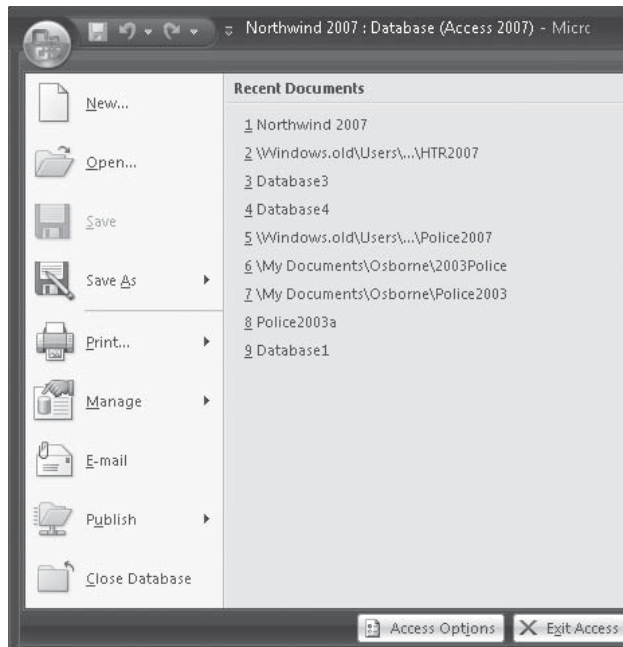 Northwind 2007 : Database (Access 2007) - Micrc
New...
Open...
Save
Save As
Print...
Manage
E-mail
Publish
Close Database
Recent Documents
1 Northwind 2007
2 \Windows.old\Users\...\HTR2007
3 Database3
4 Database4
5 \Windows.old\Users\...\Police2007
6 \My Documents\Osborne\2003Police
7 \My Documents\Osborne\Police2003
8 Police2003a
9 Database1
Access Options
Exit Access